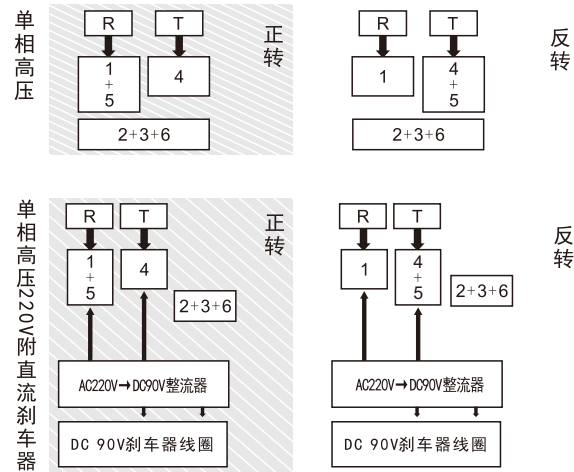 单相高压
R T
1+5 4
2+3+6
正转
R T
1 4+5
2+3+6
反转
单相高压220V附直流刹车器
R T
1+5 4
2+3+6
AC220V→DC90V整流器
DC 90V刹车器线圈
正转
R T
1 4+5
2+3+6
AC220V→DC90V整流器
DC 90V刹车器线圈
反转